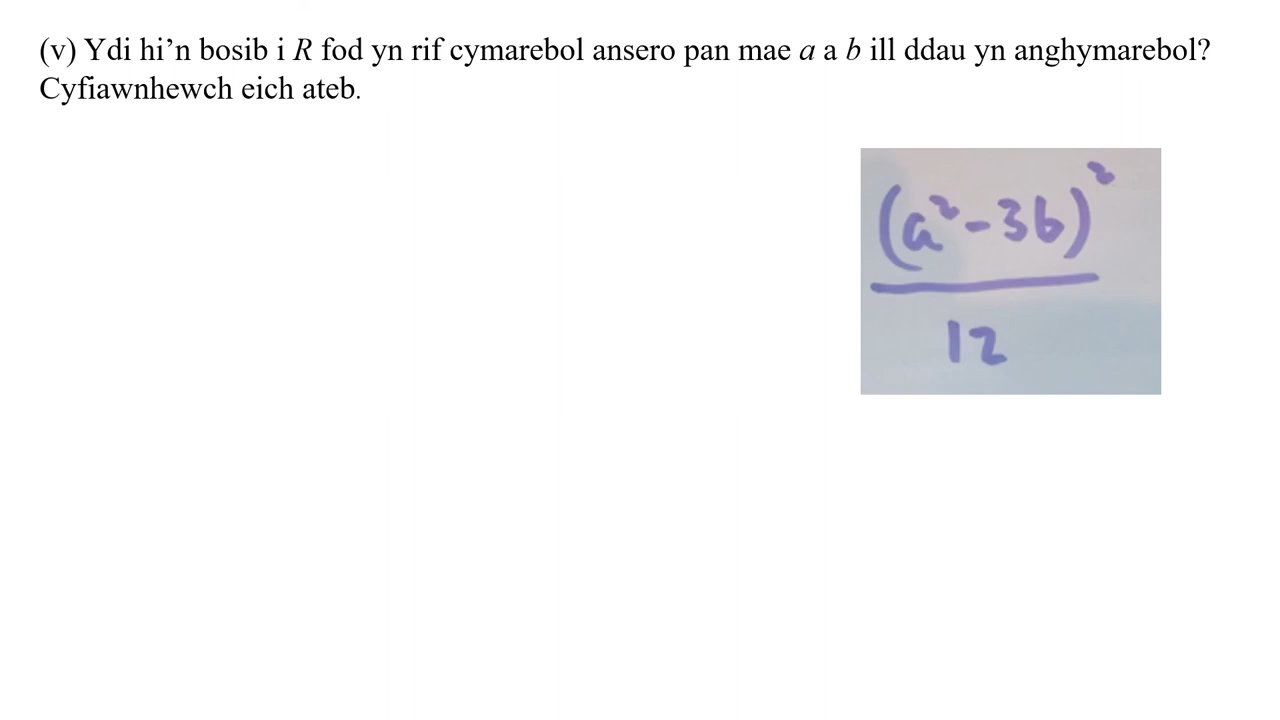 (v) Ydi hi’n bosib i R fod yn rif cymarebol ansero pan mae a a b ill ddau yn anghymarebol?
Cyfiawnhewch eich ateb.
(a²-3b)²
12